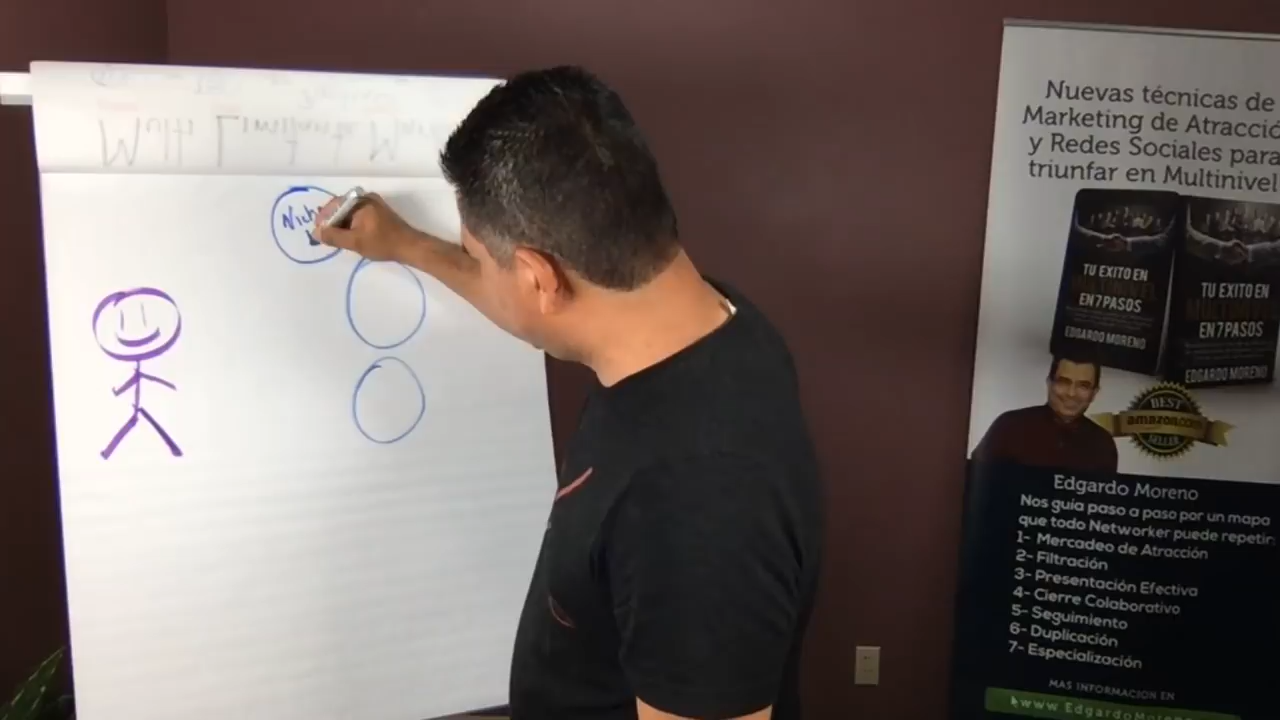 Nuevas técnicas de
Marketing de Atracció
y Redes Sociales para
triunfar en Multinivel
TU EXITO EN
MULTINIVEL
EN 7 PASOS
EDGARDO MORENO
TU EXITO EN
MULTINIVEL
EN 7 PASOS
EDGARDO MORENO
BEST
amazon.com
SELLER
Edgardo Moreno
Nos guía paso a paso por un mapa
que todo Networker puede repetir:
1- Mercadeo de Atracción
2- Filtración
3- Presentación Efectiva
4- Cierre Colaborativo
5- Seguimiento
6- Duplicación
7- Especialización
MAS INFORMACION EN
www EdgardoMoren